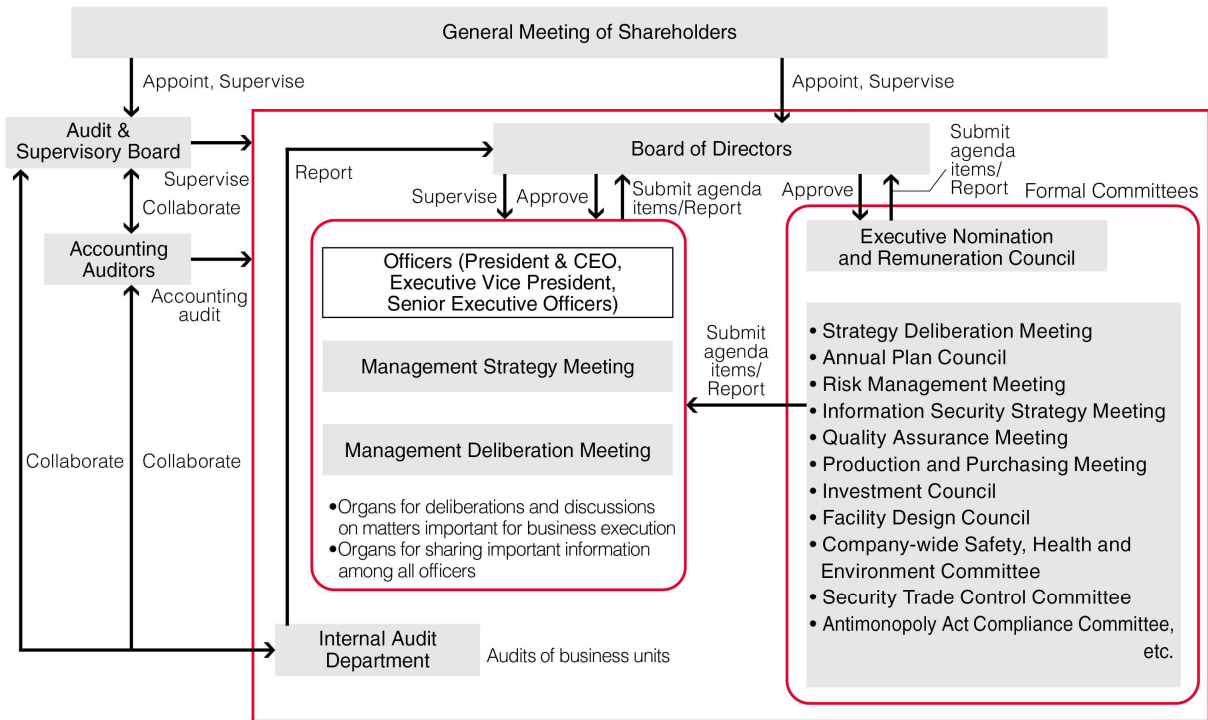 General Meeting of Shareholders
Appoint, Supervise
Appoint, Supervise
Audit &
Supervisory Board
Supervise
Collaborate
Accounting
Auditors
Accounting
audit
Collaborate
Collaborate
Board of Directors
Report
Supervise
Approve
Submit agenda
items/Report
Approve
Submit
agenda
items/
Report
Formal Committees
Officers (President & CEO,
Executive Vice President,
Senior Executive Officers)
Management Strategy Meeting
Management Deliberation Meeting
•Organs for deliberations and discussions
on matters important for business execution
•Organs for sharing important information
among all officers
Submit
agenda
items/
Report
Executive Nomination
and Remuneration Council
• Strategy Deliberation Meeting
• Annual Plan Council
• Risk Management Meeting
• Information Security Strategy Meeting
• Quality Assurance Meeting
• Production and Purchasing Meeting
• Investment Council
• Facility Design Council
• Company-wide Safety, Health and
Environment Committee
• Security Trade Control Committee
• Antimonopoly Act Compliance Committee,
etc.
Internal Audit
Department
Audits of business units